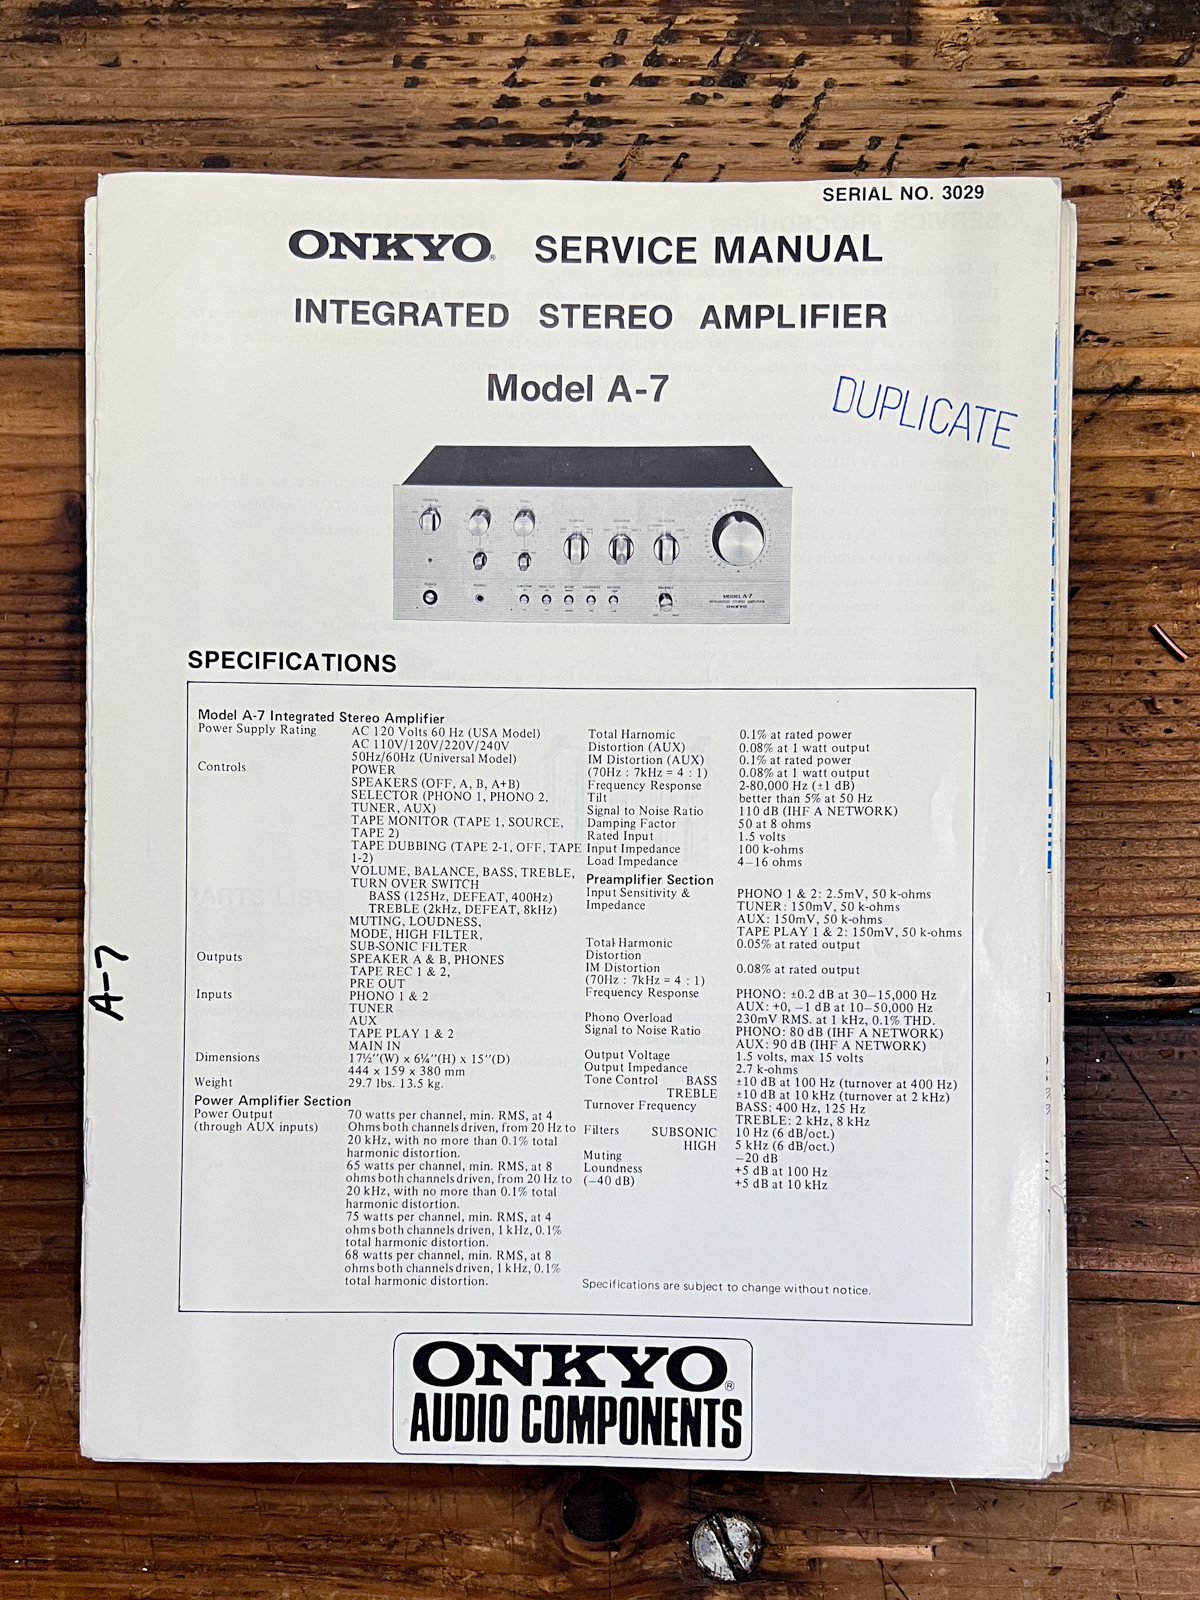 SERIAL NO. 3029
ONKYO® SERVICE MANUAL
INTEGRATED STEREO AMPLIFIER
Model A-7
DUPLICATE
MODEL A-7
INTEGRATED STEREO AMPLIFIER
ONKYO
SPECIFICATIONS
Model A-7 Integrated Stereo Amplifier
Power Supply Rating AC 120 Volts 60 Hz (USA Model)
AC 110V/120V/220V/240V
50Hz/60Hz (Universal Model)
Controls POWER
SPEAKERS (OFF, A, B, A+B)
SELECTOR (PHONO 1, PHONO 2,
TUNER, AUX)
TAPE MONITOR (TAPE 1, SOURCE,
TAPE 2)
TAPE DUBBING (TAPE 2-1, OFF, TAPE
1-2)
VOLUME, BALANCE, BASS, TREBLE,
TURN OVER SWITCH
BASS (125Hz, DEFEAT, 400Hz)
TREBLE (2kHz, DEFEAT, 8kHz)
MUTING, LOUDNESS,
MODE, HIGH FILTER,
SUB-SONIC FILTER
Outputs SPEAKER A & B, PHONES
TAPE REC 1 & 2,
PRE OUT
Inputs PHONO 1 & 2
TUNER
AUX
TAPE PLAY 1 & 2
MAIN IN
Dimensions 17½"(W) x 6¼"(H) x 15"(D)
444 x 159 x 380 mm
Weight 29.7 lbs. 13.5 kg.
Power Amplifier Section
Power Output 70 watts per channel, min. RMS, at 4
(through AUX inputs) Ohms both channels driven, from 20 Hz to
20 kHz, with no more than 0.1% total
harmonic distortion.
65 watts per channel, min. RMS, at 8
ohms both channels driven, from 20 Hz to
20 kHz, with no more than 0.1% total
harmonic distortion.
75 watts per channel, min. RMS, at 4
ohms both channels driven, 1 kHz, 0.1%
total harmonic distortion.
68 watts per channel, min. RMS, at 8
ohms both channels driven, 1 kHz, 0.1%
total harmonic distortion.
Total Harnomic 0.1% at rated power
Distortion (AUX) 0.08% at 1 watt output
IM Distortion (AUX) 0.1% at rated power
(70Hz : 7kHz = 4 : 1) 0.08% at 1 watt output
Frequency Response 2-80,000 Hz (±1 dB)
Tilt better than 5% at 50 Hz
Signal to Noise Ratio 110 dB (IHF A NETWORK)
Damping Factor 50 at 8 ohms
Rated Input 1.5 volts
Input Impedance 100 k-ohms
Load Impedance 4–16 ohms
Preamplifier Section
Input Sensitivity & PHONO 1 & 2: 2.5mV, 50 k-ohms
Impedance TUNER: 150mV, 50 k-ohms
AUX: 150mV, 50 k-ohms
TAPE PLAY 1 & 2: 150mV, 50 k-ohms
Total Harmonic 0.05% at rated output
Distortion
IM Distortion 0.08% at rated output
(70Hz : 7kHz = 4 : 1)
Frequency Response PHONO: ±0.2 dB at 30–15,000 Hz
AUX: +0, –1 dB at 10–50,000 Hz
Phono Overload 230mV RMS. at 1 kHz, 0.1% THD.
Signal to Noise Ratio PHONO: 80 dB (IHF A NETWORK)
AUX: 90 dB (IHF A NETWORK)
Output Voltage 1.5 volts, max 15 volts
Output Impedance 2.7 k-ohms
Tone Control BASS ±10 dB at 100 Hz (turnover at 400 Hz)
TREBLE ±10 dB at 10 kHz (turnover at 2 kHz)
Turnover Frequency BASS: 400 Hz, 125 Hz
TREBLE: 2 kHz, 8 kHz
Filters SUBSONIC 10 Hz (6 dB/oct.)
HIGH 5 kHz (6 dB/oct.)
Muting –20 dB
Loundness +5 dB at 100 Hz
(–40 dB) +5 dB at 10 kHz
Specifications are subject to change without notice.
A-7
ONKYO®
AUDIO COMPONENTS